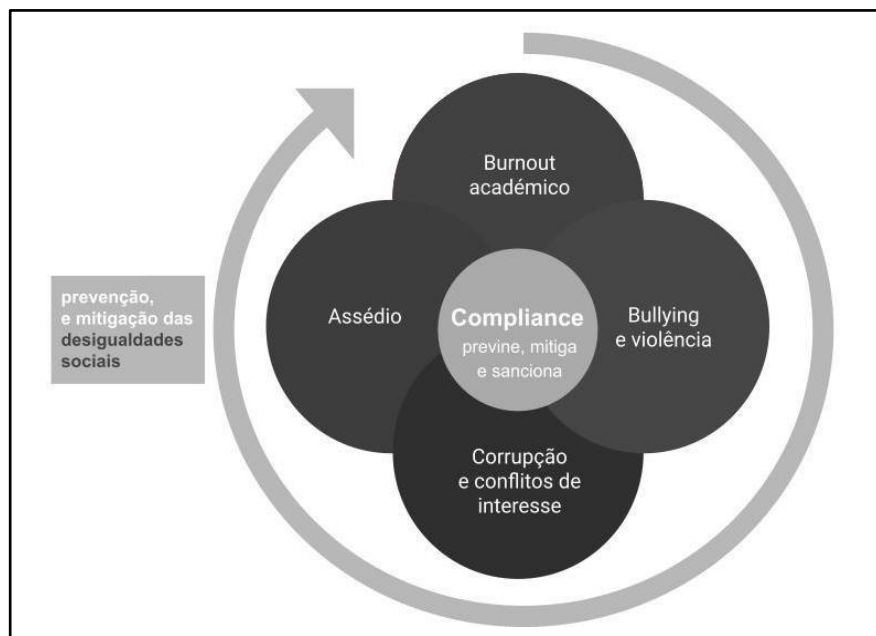 Burnout
académico
prevenção,
e mitigação das
desigualdades
sociais
Assédio
Compliance
previne, mitiga
e sanciona
Bullying
e violência
Corrupção
e conflitos de
interesse